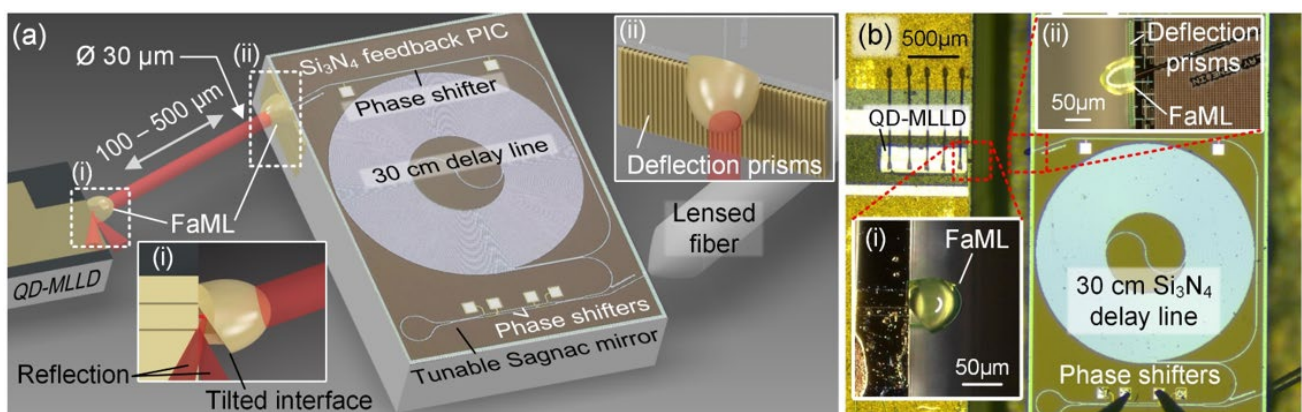 (a)
Ø 30 µm
(ii)
100 – 500 µm
(i)
FaML
QD-MLLD
Si₃N₄ feedback PIC
Phase shifter
30 cm delay line
Phase shifters
Tunable Sagnac mirror
(ii)
Deflection prisms
Lensed
fiber
(i)
Reflection
Tilted interface
(b)
500µm
QD-MLLD
(ii)
Deflection
prisms
FaML
50µm
(i)
FaML
50µm
30 cm Si₃N₄
delay line
Phase shifters